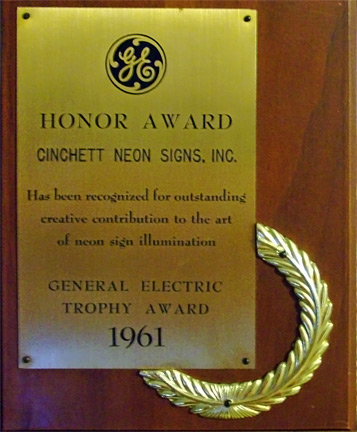 GE
HONOR AWARD
CINCHETT NEON SIGNS, INC.
Has been recognized for outstanding
creative contribution to the art
of neon sign illumination
GENERAL ELECTRIC
TROPHY AWARD
1961